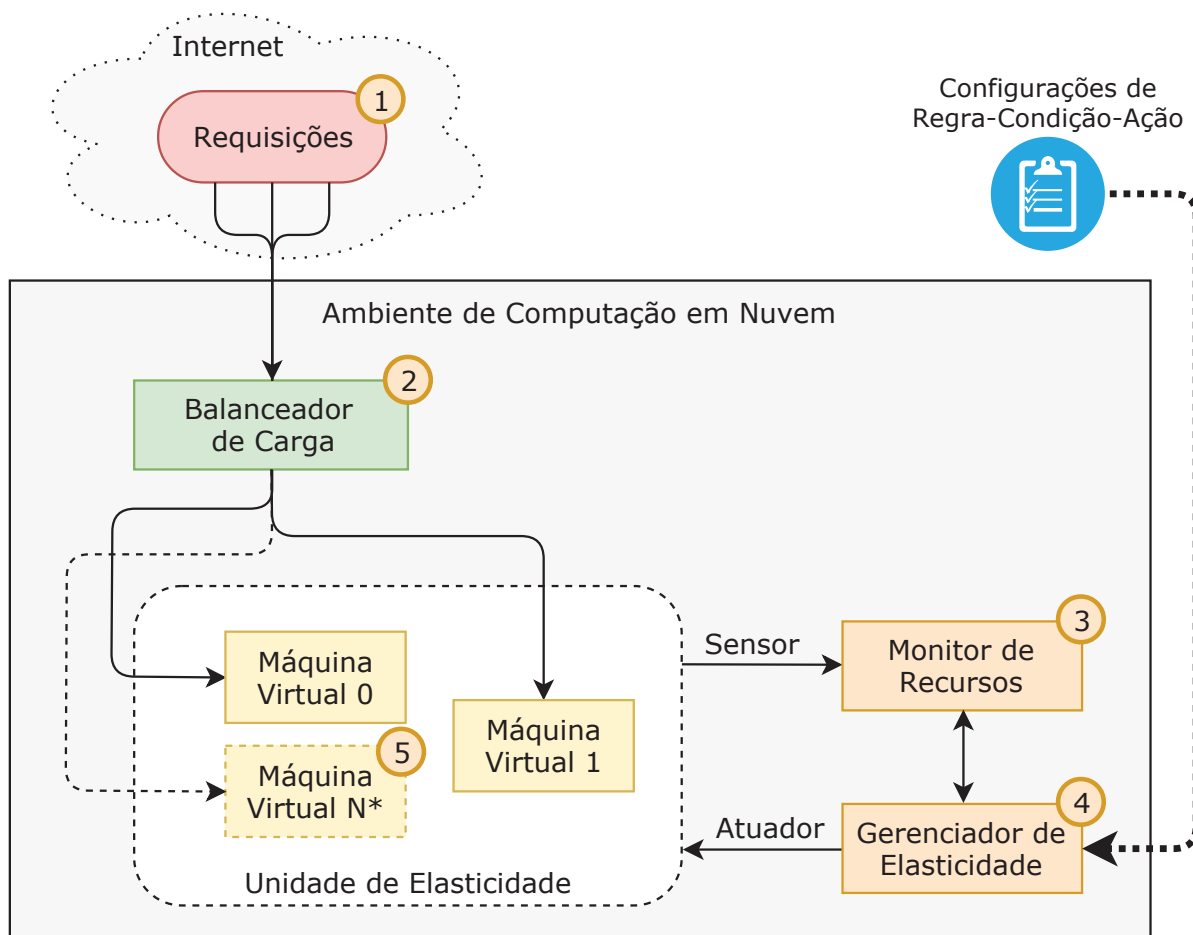 Internet
1
Requisições
Configurações de
Regra-Condição-Ação
Ambiente de Computação em Nuvem
2
Balanceador
de Carga
Sensor
3
Monitor de
Recursos
Máquina
Virtual 0
Máquina
Virtual 1
5
Máquina
Virtual N*
Atuador
4
Gerenciador de
Elasticidade
Unidade de Elasticidade